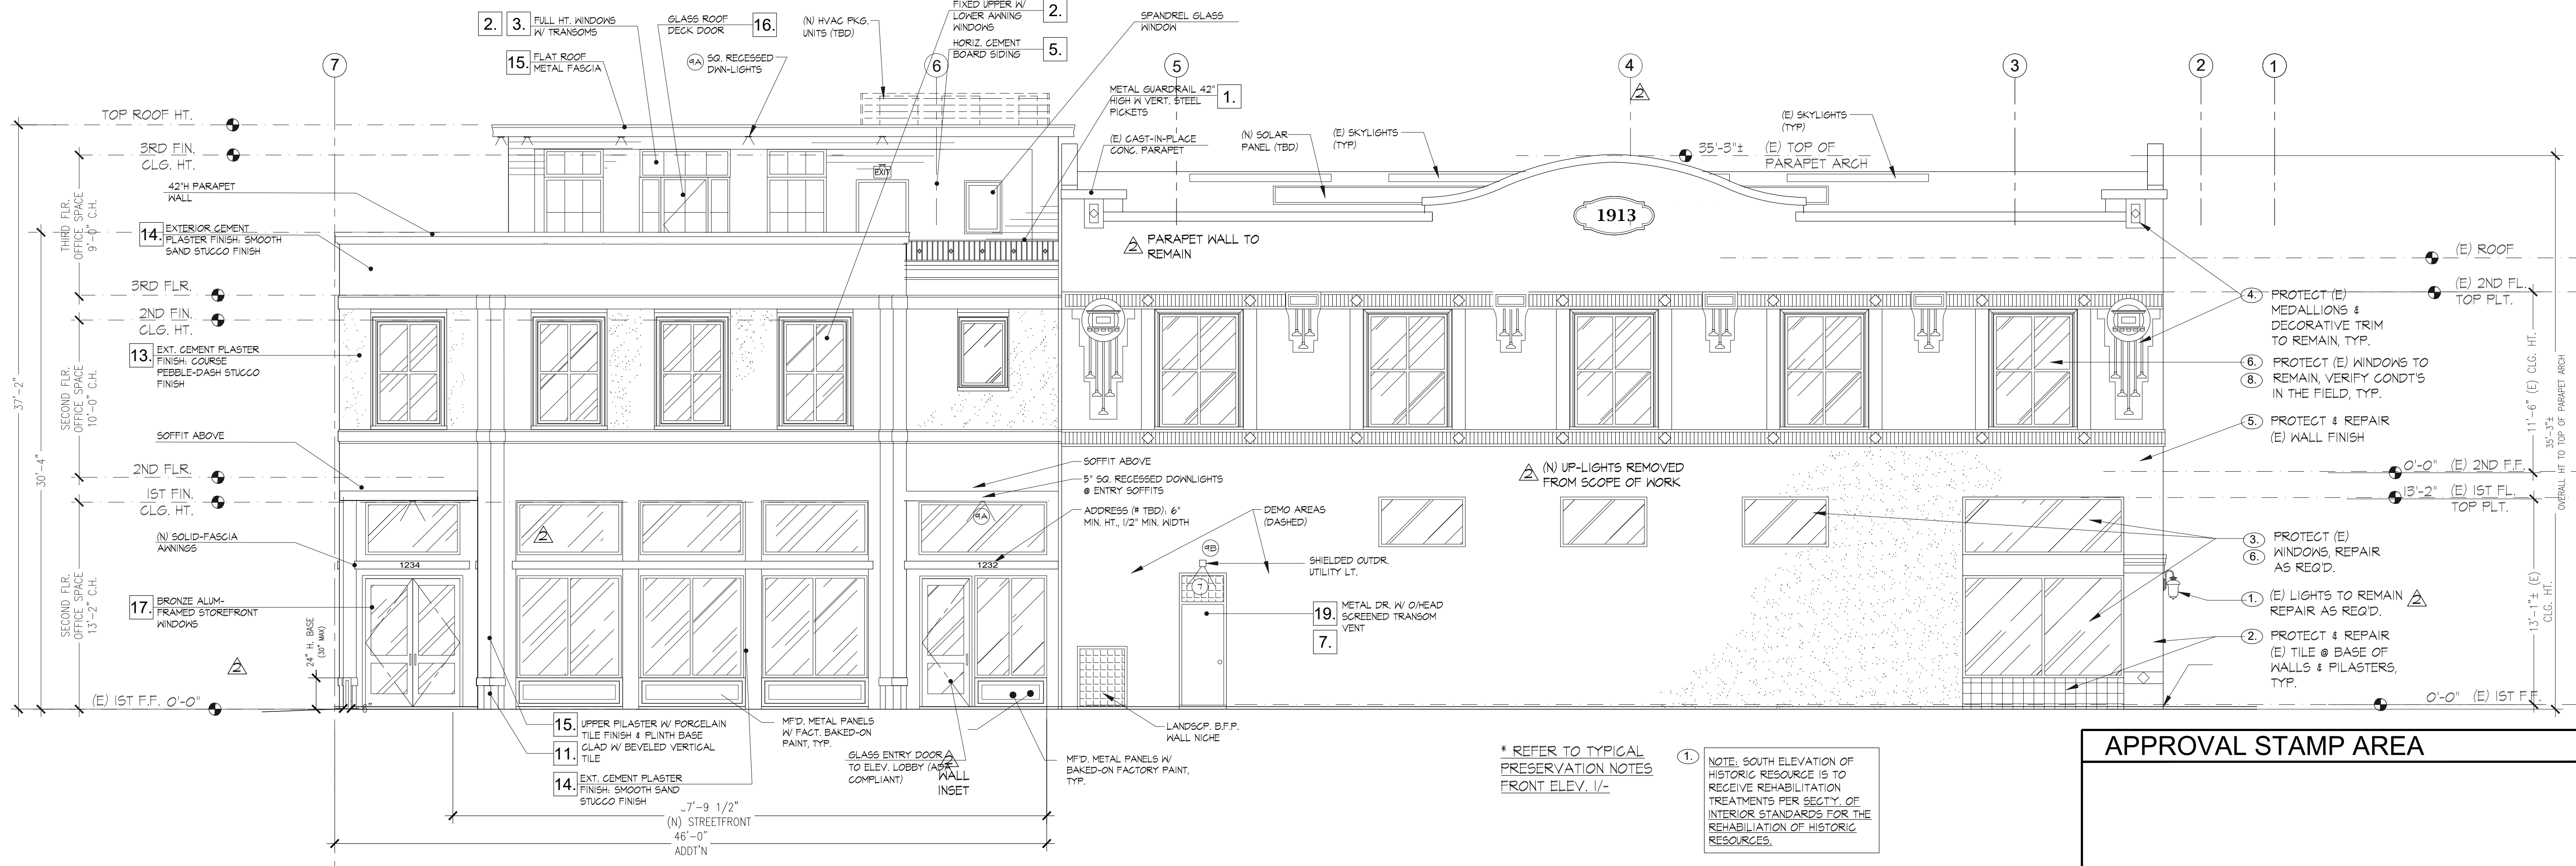 2. 3. FULL HT. WINDOWS
W/ TRANSOMS
GLASS ROOF
DECK DOOR 16.
(N) HVAC PKG.
UNITS (TBD)
FIXED UPPER W/
LOWER AWNING
WINDOWS
2.
SPANDREL GLASS
WINDOW
HORIZ. CEMENT
BOARD SIDING 5.
15. FLAT ROOF
METAL FASCIA
9A SQ. RECESSED
DWN-LIGHTS
7
6
5
4
3
2
1
2
METAL GUARDRAIL 42"
HIGH W VERT. STEEL
PICKETS
1.
(E) CAST-IN-PLACE
CONC. PARAPET
(N) SOLAR
PANEL (TBD)
(E) SKYLIGHTS
(TYP)
(E) SKYLIGHTS
(TYP)
35'-3"± (E) TOP OF
PARAPET ARCH
TOP ROOF HT.
3RD FIN.
CLG. HT.
42"H PARAPET
WALL
EXIT
1913
THIRD FLR.
OFFICE SPACE
9'-0" C.H.
14. EXTERIOR CEMENT
PLASTER FINISH: SMOOTH
SAND STUCCO FINISH
2 PARAPET WALL TO
REMAIN
(E) ROOF
3RD FLR.
(E) 2ND FL.
TOP PLT.
2ND FIN.
CLG. HT.
4. PROTECT (E)
MEDALLIONS &
DECORATIVE TRIM
TO REMAIN, TYP.
13. EXT. CEMENT PLASTER
FINISH: COURSE
PEBBLE-DASH STUCCO
FINISH
6. PROTECT (E) WINDOWS TO
8. REMAIN, VERIFY CONDT'S
IN THE FIELD, TYP.
37'-2"
30'-4"
SECOND FLR.
OFFICE SPACE
10'-0" C.H.
11'-6" (E) CLG. HT.
35'-3"±
OVERALL HT TO TOP OF PARAPET ARCH
5. PROTECT & REPAIR
(E) WALL FINISH
SOFFIT ABOVE
SOFFIT ABOVE
2ND FLR.
2 (N) UP-LIGHTS REMOVED
FROM SCOPE OF WORK
0'-0" (E) 2ND F.F.
5" SQ. RECESSED DOWNLIGHTS
@ ENTRY SOFFITS
1ST FIN.
CLG. HT.
13'-2" (E) 1ST FL.
TOP PLT.
9A
ADDRESS (# TBD): 6"
MIN. HT., 1/2" MIN. WIDTH
DEMO AREAS
(DASHED)
2
(N) SOLID-FASCIA
AWNINGS
3. PROTECT (E)
6. WINDOWS, REPAIR
AS REQ'D.
9B
SHIELDED OUTDR.
UTILITY LT.
1234
1232
7
SECOND FLR.
OFFICE SPACE
13'-2" C.H.
17. BRONZE ALUM-
FRAMED STOREFRONT
WINDOWS
19. METAL DR. W/ O/HEAD
SCREENED TRANSOM
VENT
7.
1. (E) LIGHTS TO REMAIN 2
REPAIR AS REQ'D.
13'-1"± (E)
CLG. HT.
24" H. BASE
(30" MAX)
2
2. PROTECT & REPAIR
(E) TILE @ BASE OF
WALLS & PILASTERS,
TYP.
(E) 1ST F.F. 0'-0"
8"
0'-0" (E) 1ST F.F.
15. UPPER PILASTER W/ PORCELAIN
TILE FINISH & PLINTH BASE
11. CLAD W/ BEVELED VERTICAL
TILE
MF'D. METAL PANELS
W/ FACT. BAKED-ON
PAINT, TYP.
LANDSCP. B.F.P.
WALL NICHE
GLASS ENTRY DOOR
TO ELEV. LOBBY
COMPLIANT)
2
WALL
INSET
MF'D. METAL PANELS W/
BAKED-ON FACTORY PAINT,
TYP.
14. EXT. CEMENT PLASTER
FINISH: SMOOTH SAND
STUCCO FINISH
7'-9 1/2"
(N) STREETFRONT
46'-0"
ADDT'N
* REFER TO TYPICAL
PRESERVATION NOTES
FRONT ELEV. 1/-
1. NOTE: SOUTH ELEVATION OF
HISTORIC RESOURCE IS TO
RECEIVE REHABILITATION
TREATMENTS PER SECTY. OF
INTERIOR STANDARDS FOR THE
REHABILIATION OF HISTORIC
RESOURCES.
APPROVAL STAMP AREA